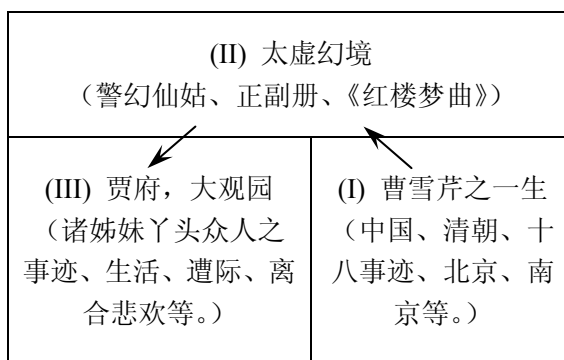 (II) 太虚幻境
（警幻仙姑、正副册、《红楼梦曲》）
(III) 贾府，大观园
（诸姊妹丫头众人之
事迹、生活、遭际、离
合悲欢等。）
(I) 曹雪芹之一生
（中国、清朝、十
八事迹、北京、南
京等。）